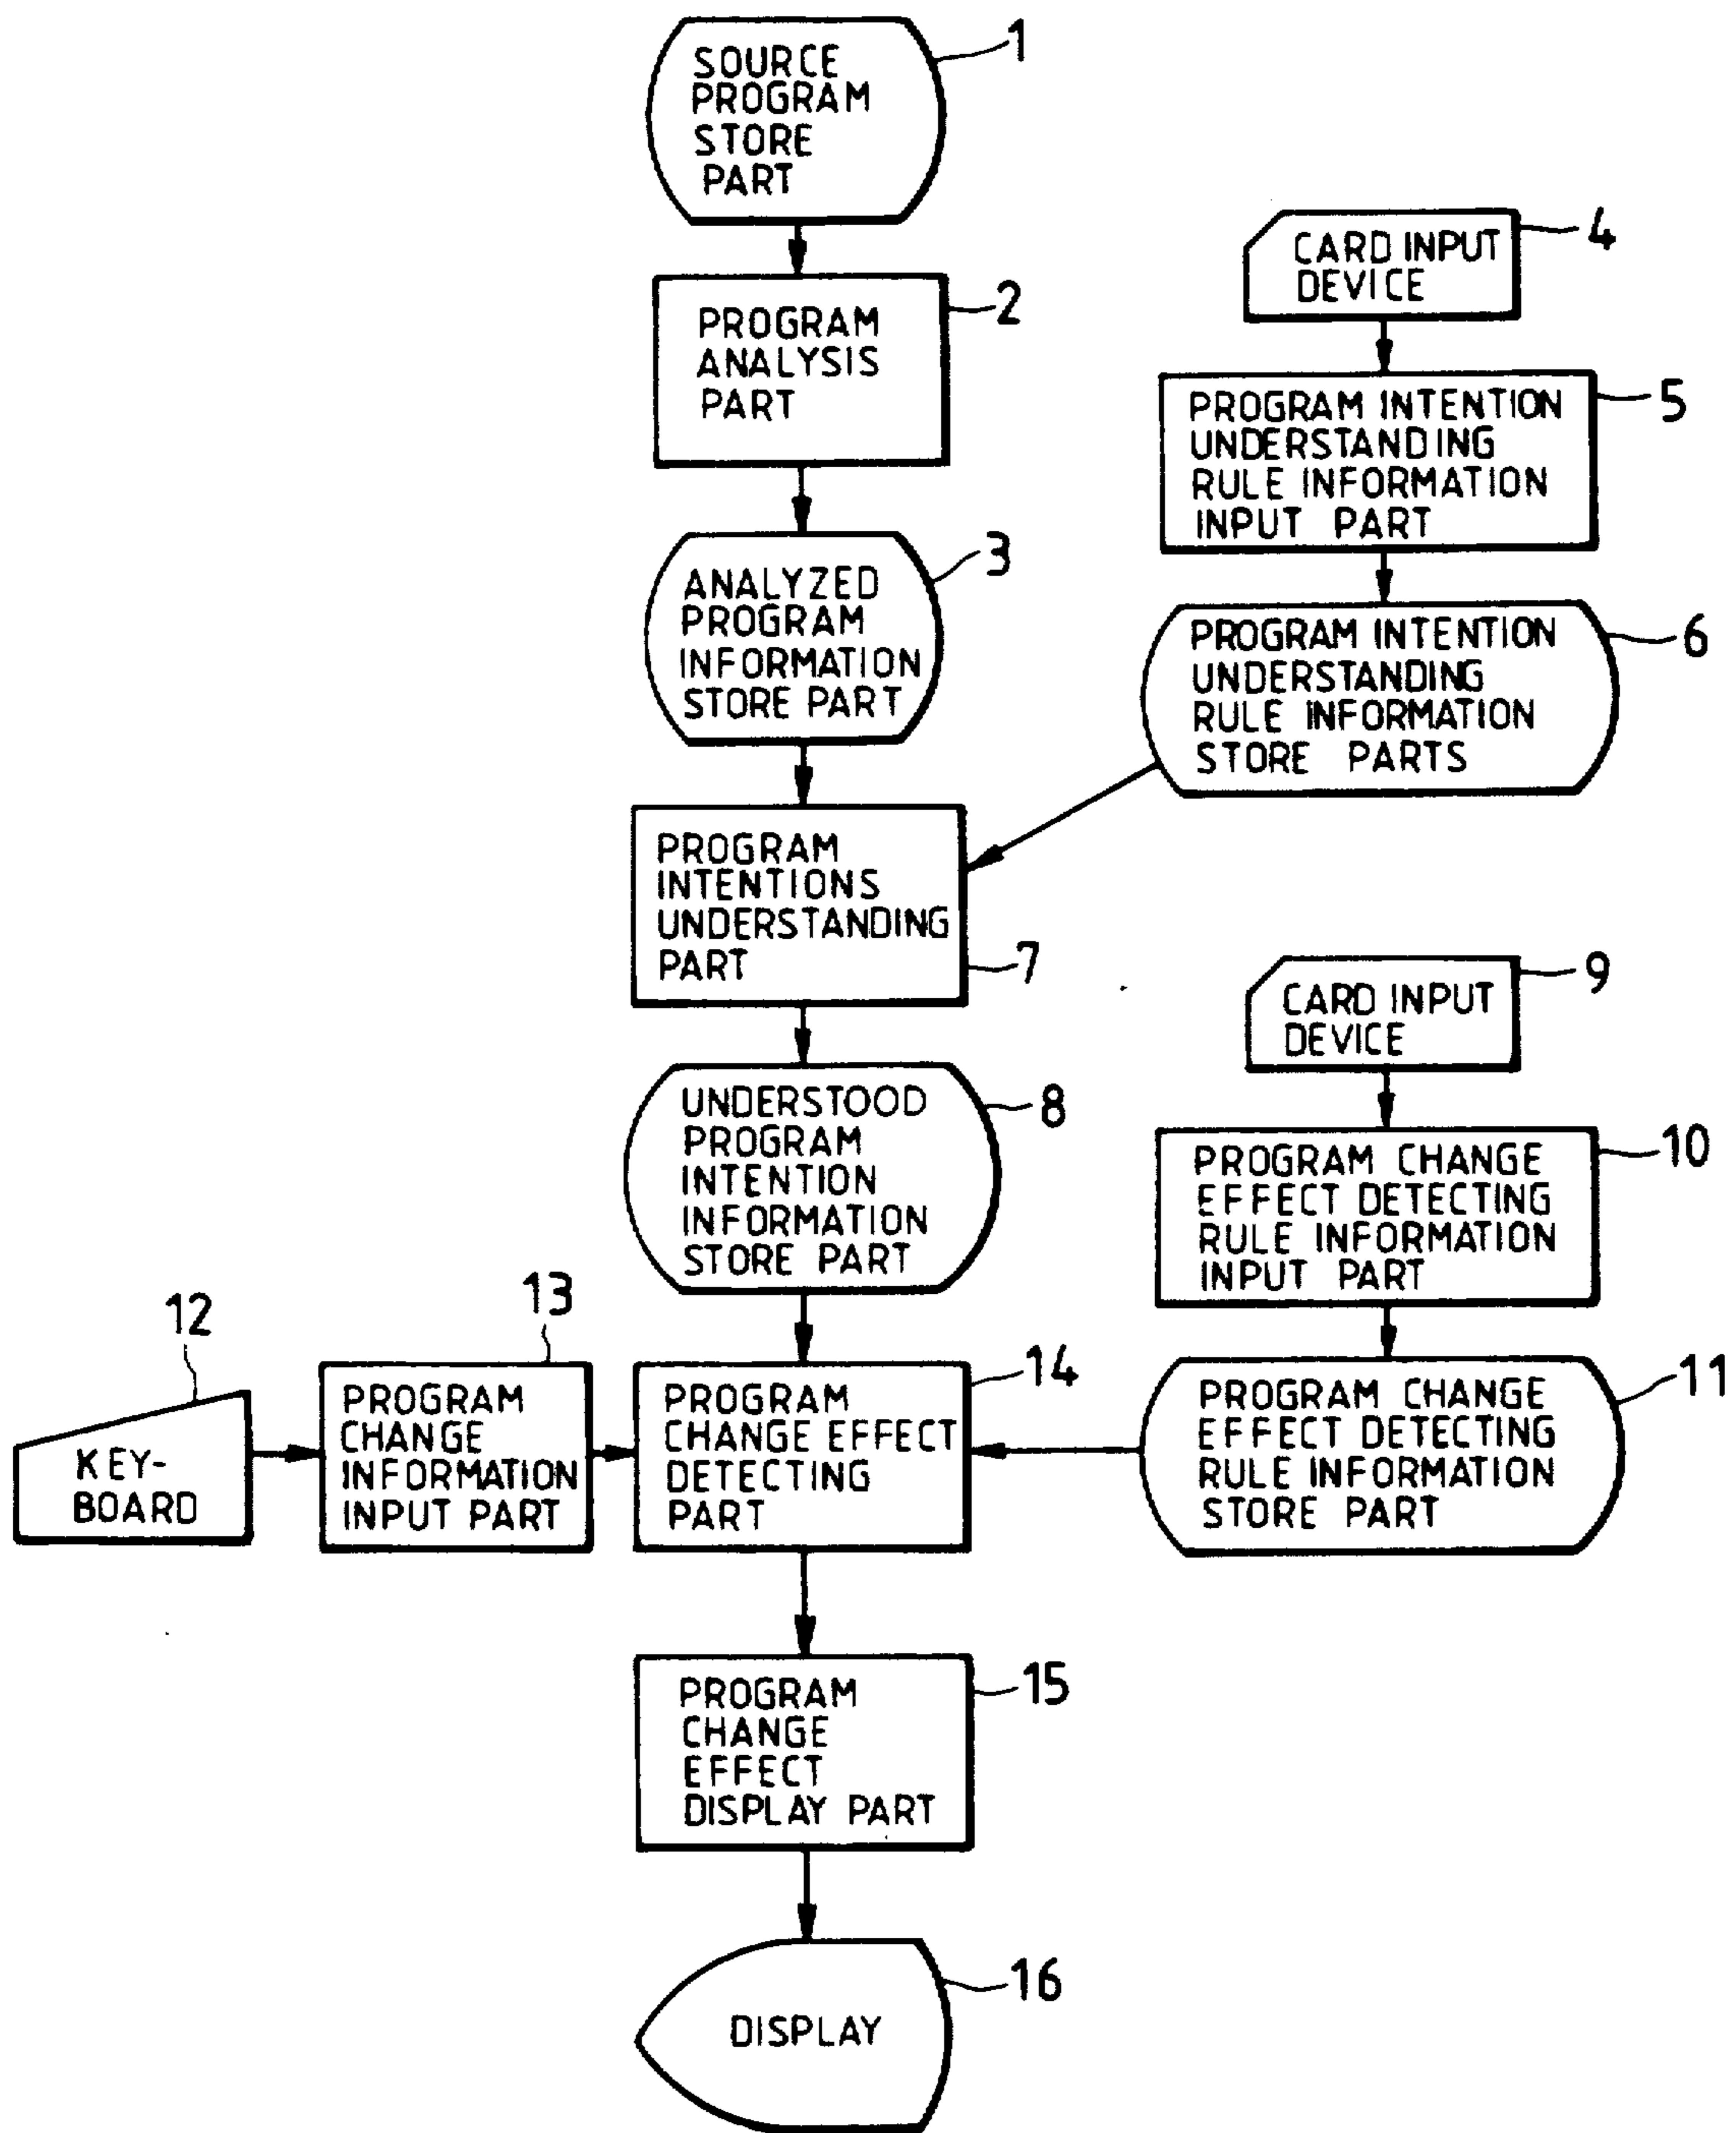 SOURCE
PROGRAM
STORE
PART
1
PROGRAM
ANALYSIS
PART
2
ANALYZED
PROGRAM
INFORMATION
STORE PART
3
CARD INPUT
DEVICE
4
PROGRAM INTENTION
UNDERSTANDING
RULE INFORMATION
INPUT PART
5
PROGRAM INTENTION
UNDERSTANDING
RULE INFORMATION
STORE PARTS
6
PROGRAM
INTENTIONS
UNDERSTANDING
PART
7
UNDERSTOOD
PROGRAM
INTENTION
INFORMATION
STORE PART
8
CARD INPUT
DEVICE
9
PROGRAM CHANGE
EFFECT DETECTING
RULE INFORMATION
INPUT PART
10
PROGRAM CHANGE
EFFECT DETECTING
RULE INFORMATION
STORE PART
11
12
KEY-
BOARD
13
PROGRAM
CHANGE
INFORMATION
INPUT PART
14
PROGRAM
CHANGE EFFECT
DETECTING
PART
PROGRAM
CHANGE
EFFECT
DISPLAY PART
15
DISPLAY
16